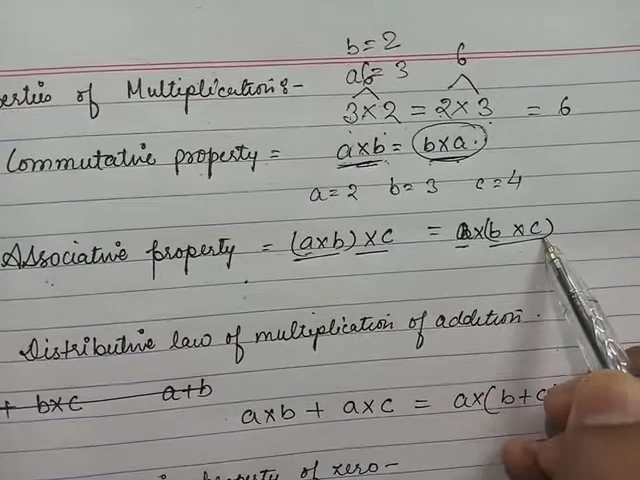 b=2
6
a6= 3
erties of Multiplication:-
3×2 = 2×3 = 6
Commutative property = a×b = b×a.
a=2 b=3 c=4
Associative property = (a×b) × c = a×(b × c)
Distributive law of multiplication of addition.
+ b×c a+b
a×b + a×c = a×(b+c
property of zero-